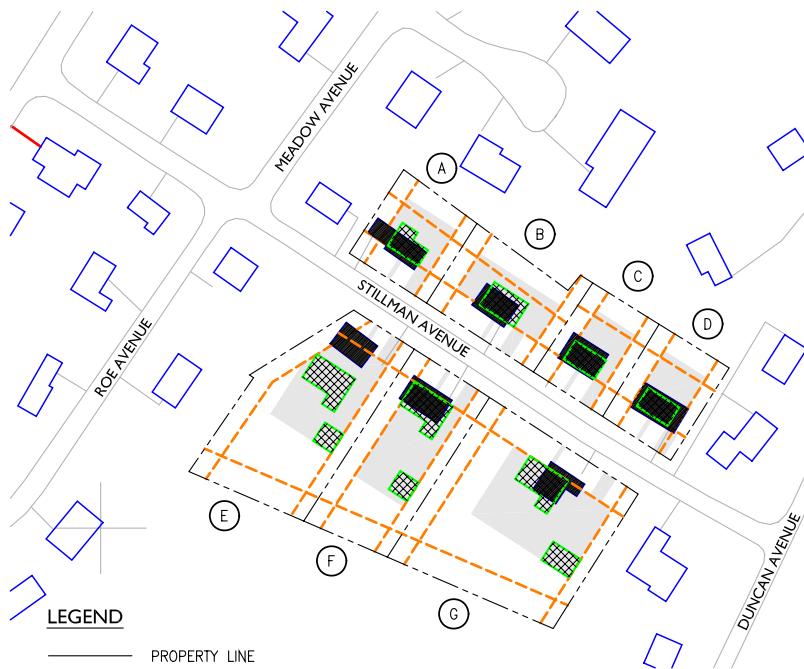 MEADOW AVENUE
A
B
C
D
STILLMAN AVENUE
ROE AVENUE
E
F
G
DUNCAN AVENUE
LEGEND
PROPERTY LINE